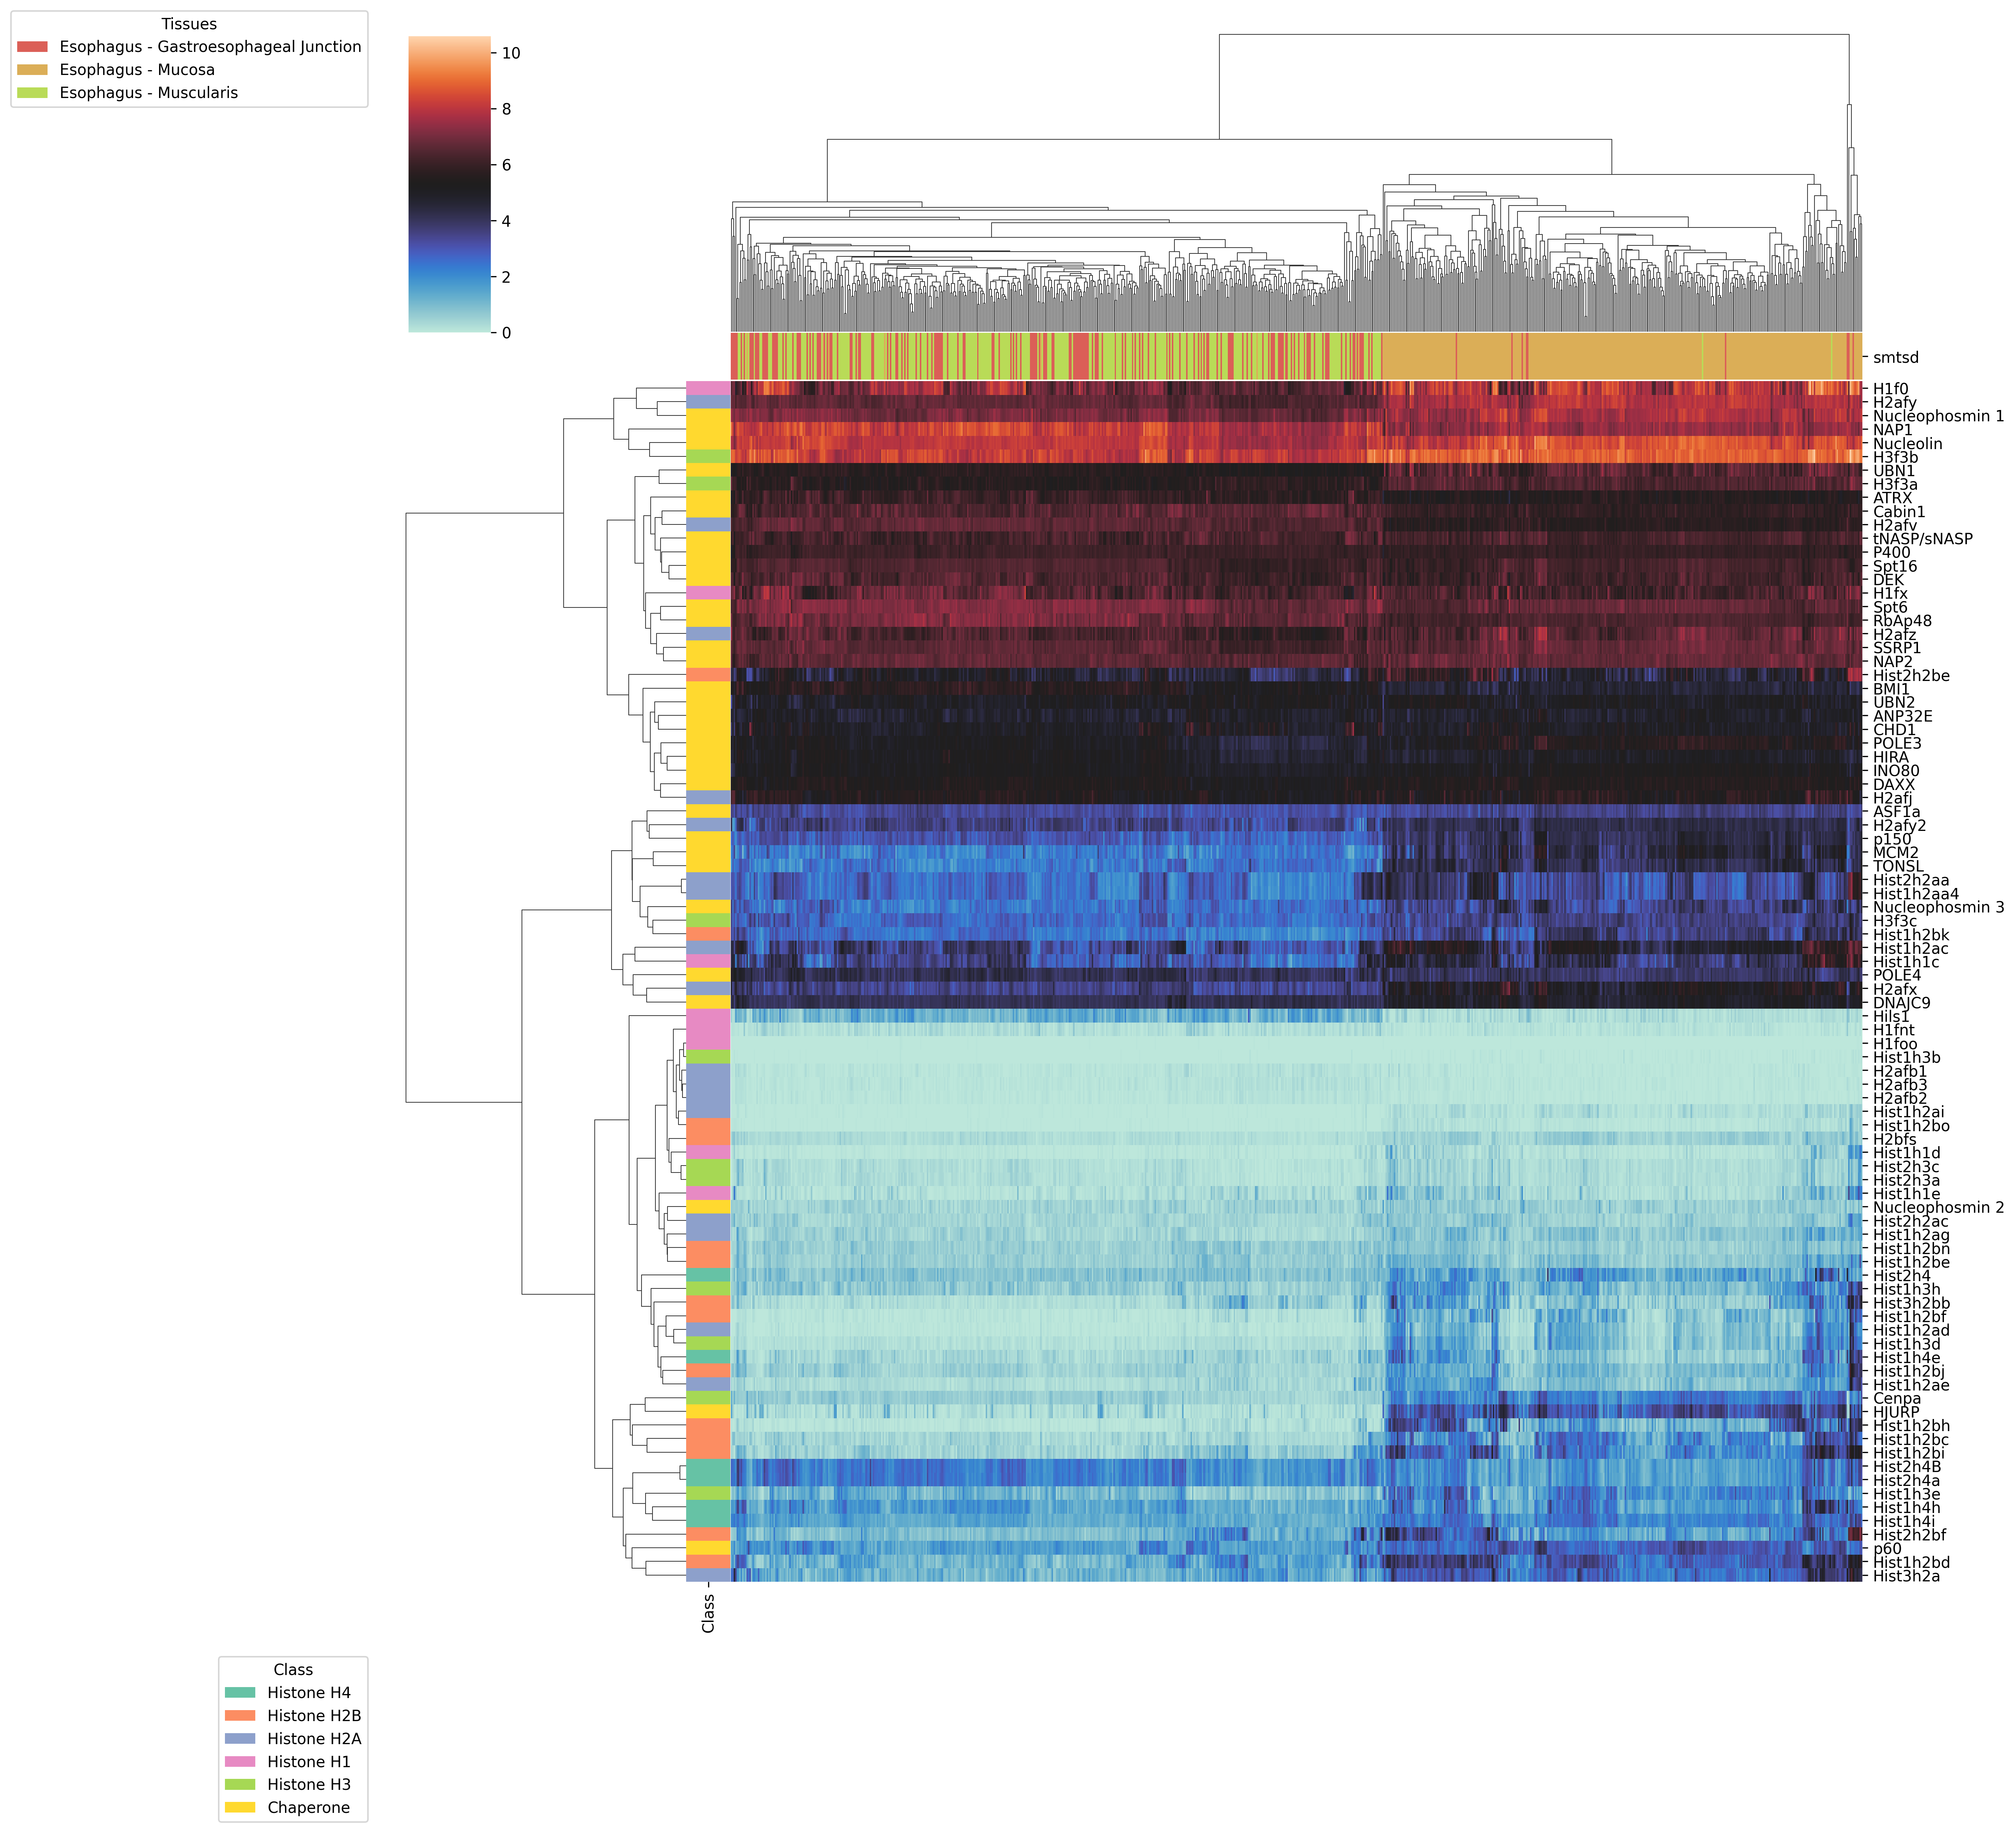 Tissues
Esophagus - Gastroesophageal Junction
Esophagus - Mucosa
Esophagus - Muscularis
10
8
6
4
2
0
smtsd
H1f0
H2afy
Nucleophosmin 1
NAP1
Nucleolin
H3f3b
UBN1
H3f3a
ATRX
Cabin1
H2afv
tNASP/sNASP
P400
Spt16
DEK
H1fx
Spt6
RbAp48
H2afz
SSRP1
NAP2
Hist2h2be
BMI1
UBN2
ANP32E
CHD1
POLE3
HIRA
INO80
DAXX
H2afj
ASF1a
H2afy2
p150
MCM2
TONSL
Hist2h2aa
Hist1h2aa4
Nucleophosmin 3
H3f3c
Hist1h2bk
Hist1h2ac
Hist1h1c
POLE4
H2afx
DNAJC9
Hils1
H1fnt
H1foo
Hist1h3b
H2afb1
H2afb3
H2afb2
Hist1h2ai
Hist1h2bo
H2bfs
Hist1h1d
Hist2h3c
Hist2h3a
Hist1h1e
Nucleophosmin 2
Hist2h2ac
Hist1h2ag
Hist1h2bn
Hist1h2be
Hist2h4
Hist1h3h
Hist3h2bb
Hist1h2bf
Hist1h2ad
Hist1h3d
Hist1h4e
Hist1h2bj
Hist1h2ae
Cenpa
HJURP
Hist1h2bh
Hist1h2bc
Hist1h2bi
Hist2h4B
Hist2h4a
Hist1h3e
Hist1h4h
Hist1h4i
Hist2h2bf
p60
Hist1h2bd
Hist3h2a
Class
Class
Histone H4
Histone H2B
Histone H2A
Histone H1
Histone H3
Chaperone